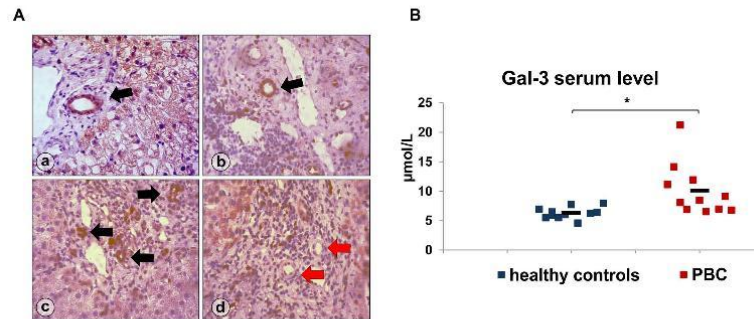 A
B
a
b
c
d
Gal-3 serum level
*
25
20
15
10
5
0
µmol/L
healthy controls PBC